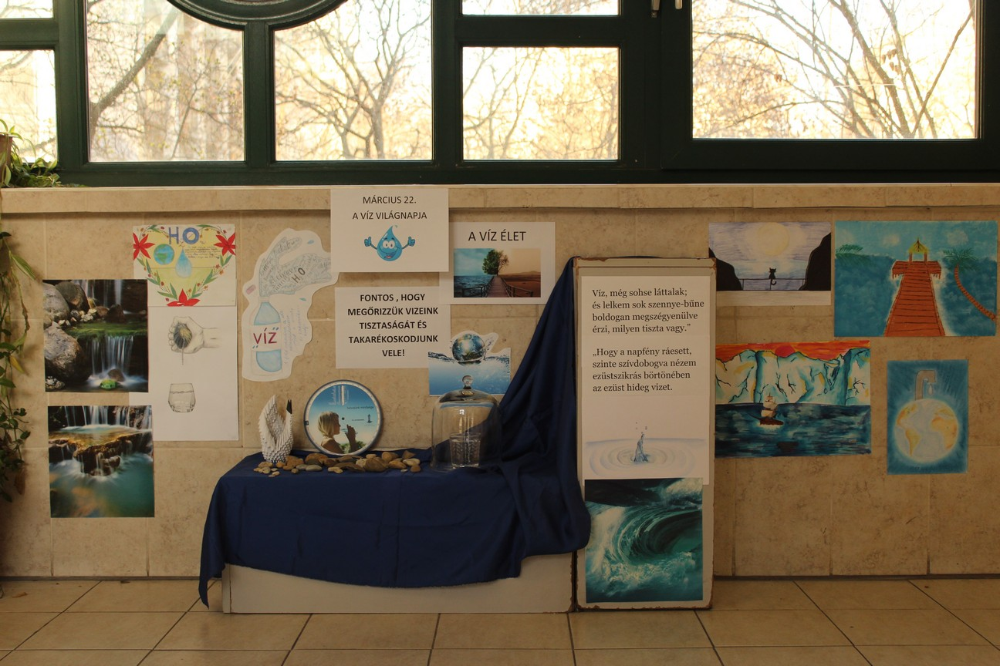 MÁRCIUS 22.
A VÍZ VILÁGNAPJA
A VÍZ ÉLET
FONTOS , HOGY
MEGŐRIZZÜK VIZEINK
TISZTASÁGÁT ÉS
TAKARÉKOSKODJUNK
VELE!
H O
H O
„VÍZ”
Víz, még sohse láttalak;
és lelkem sok szennye-bűne
boldogan megszégyenülve
érzi, milyen tiszta vagy.”
„Hogy a napfény ráesett,
szinte szívdobogva nézem
ezüstszikrás börtönében
az ezüst hideg vizet.